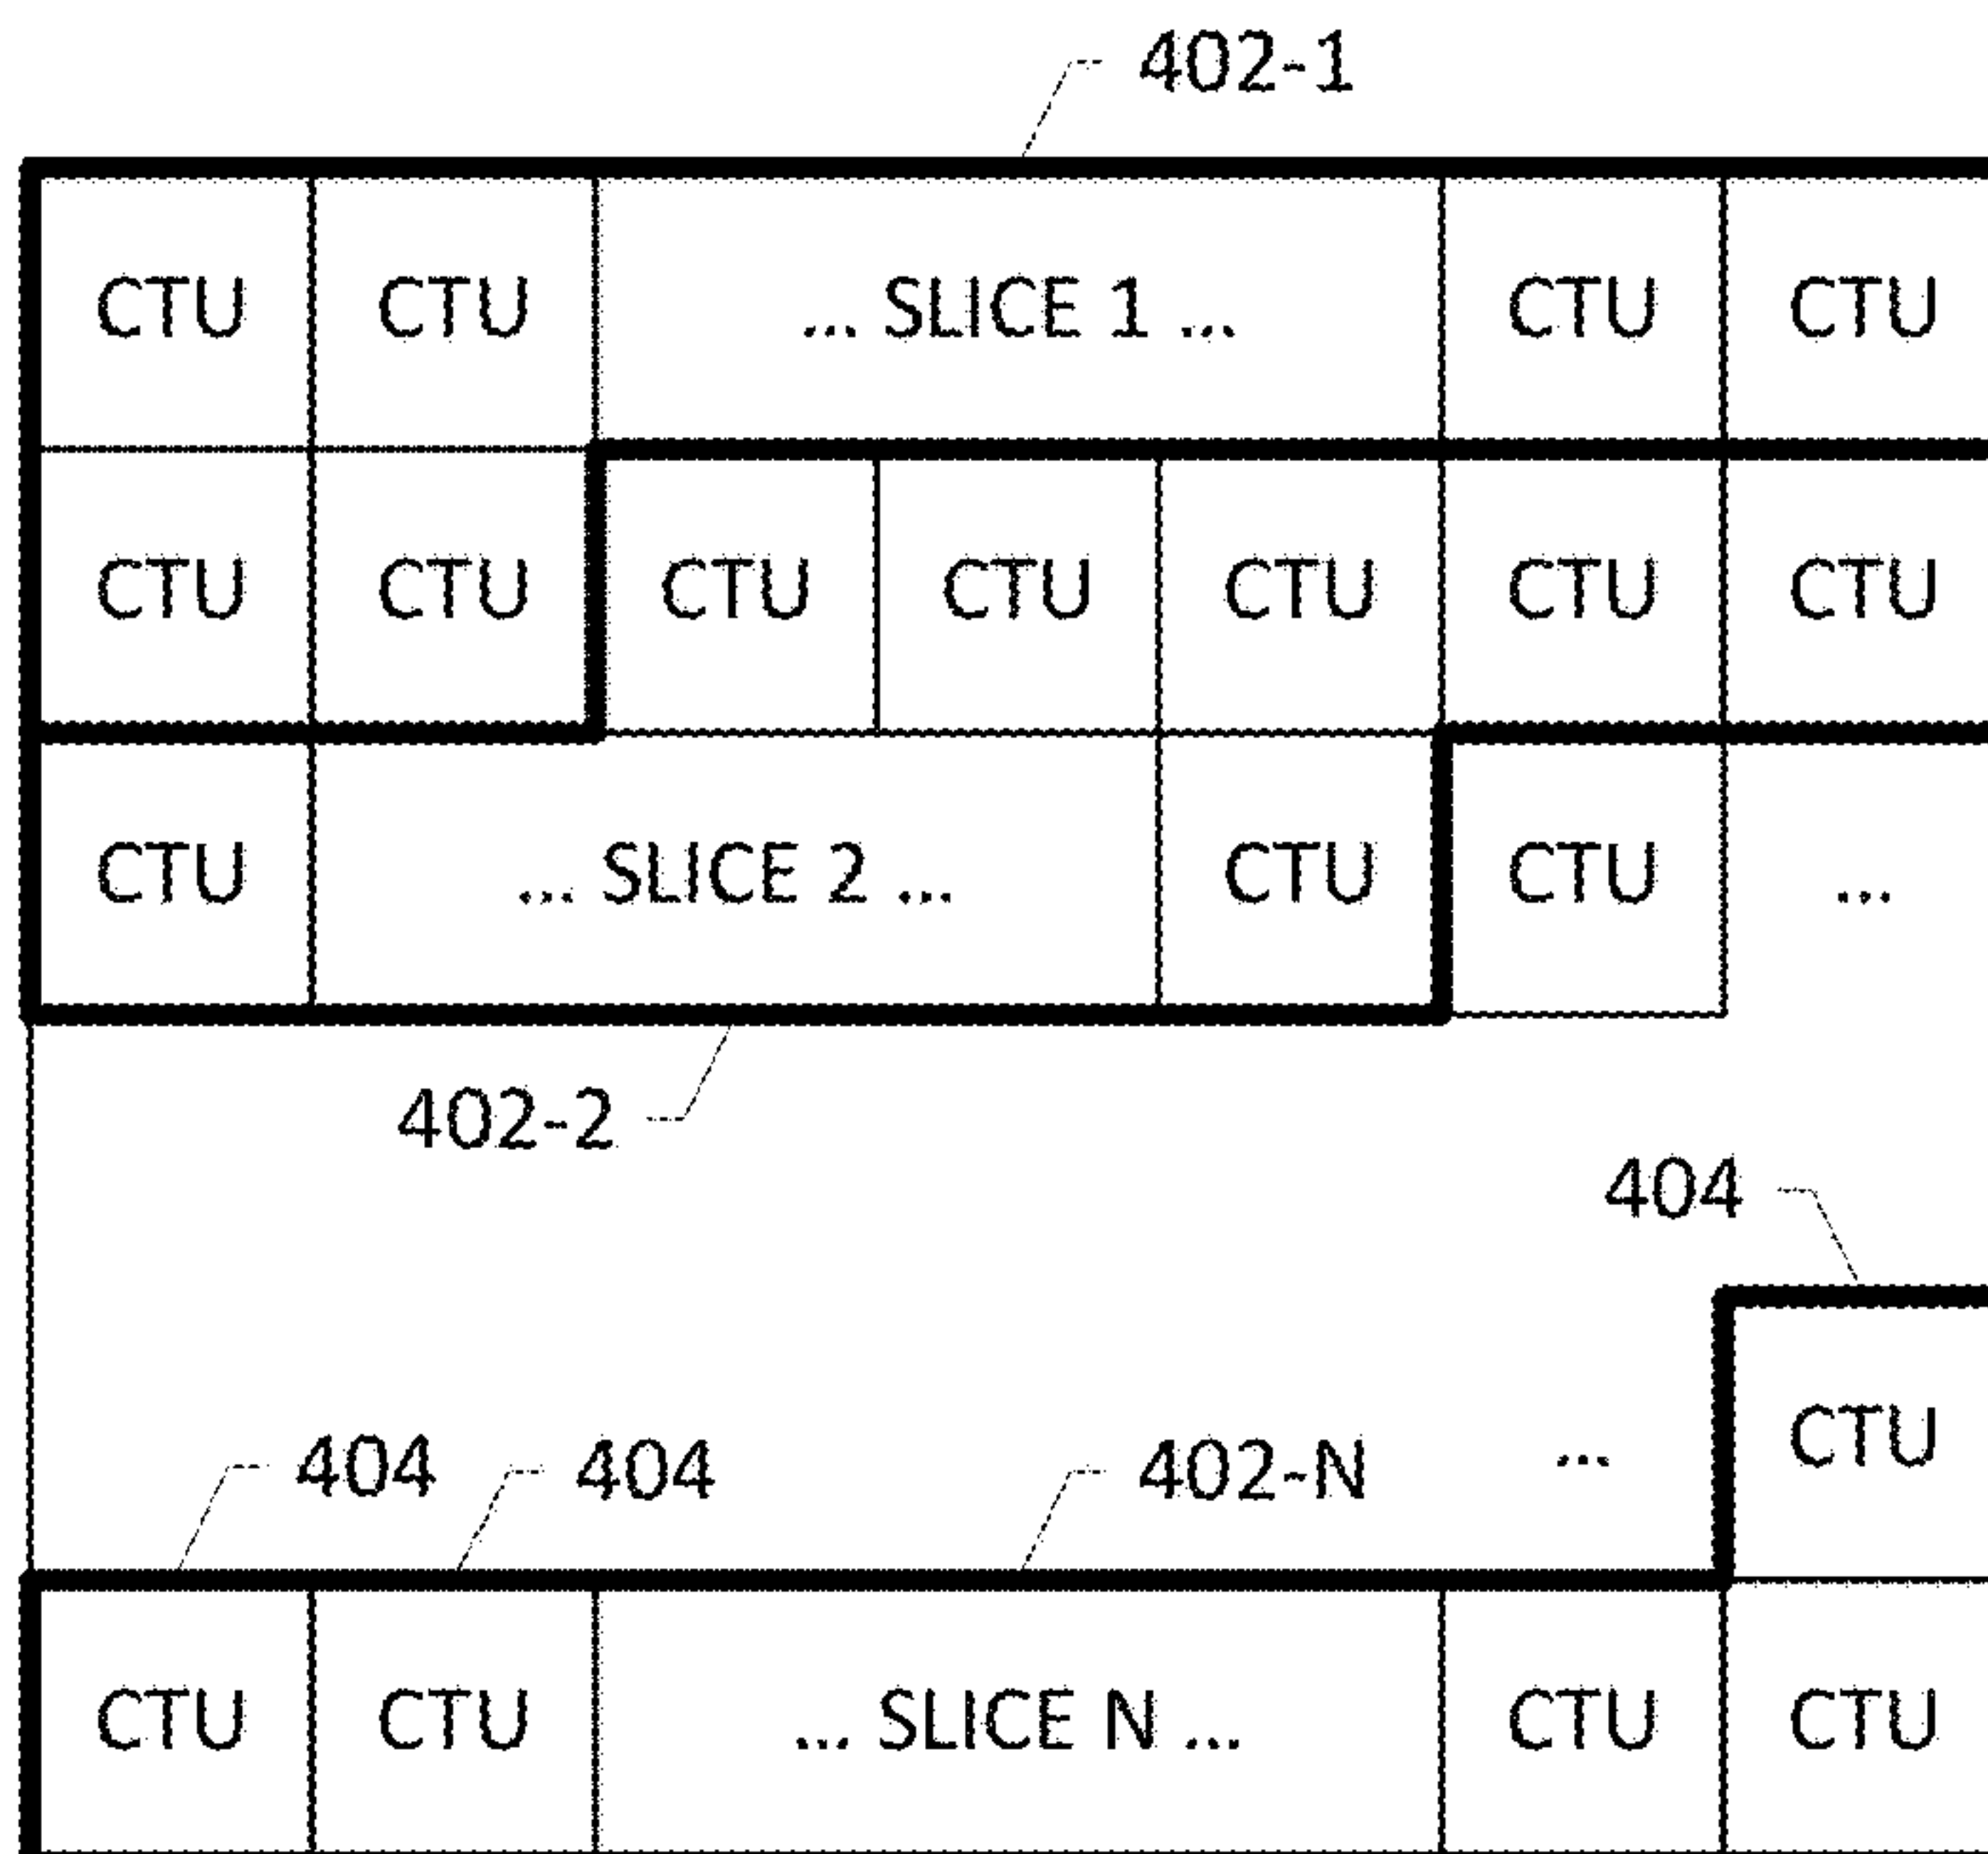 402-1
CTU CTU ... SLICE 1 ... CTU CTU
CTU CTU CTU CTU CTU CTU CTU
CTU ... SLICE 2 ... CTU CTU ...
402-2
404
CTU
404 404 402-N ...
CTU CTU ... SLICE N ... CTU CTU